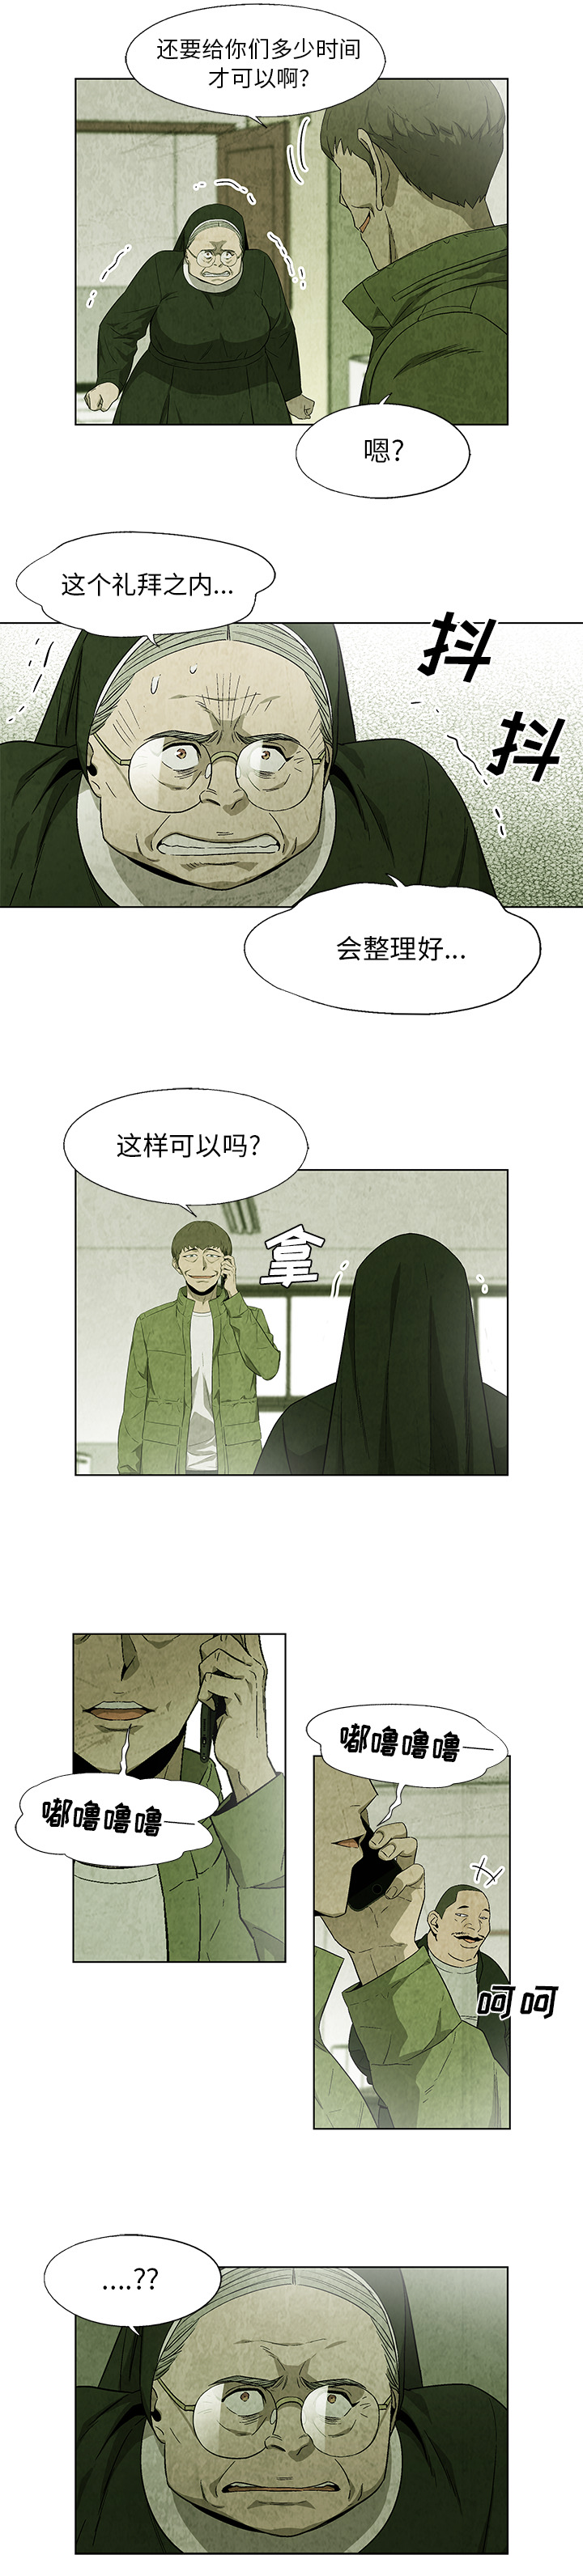 还要给你们多少时间
才可以啊?
嗯?
这个礼拜之内...
抖
抖
会整理好...
这样可以吗?
拿
嘟噜噜噜──
嘟噜噜噜──
呵呵
....??